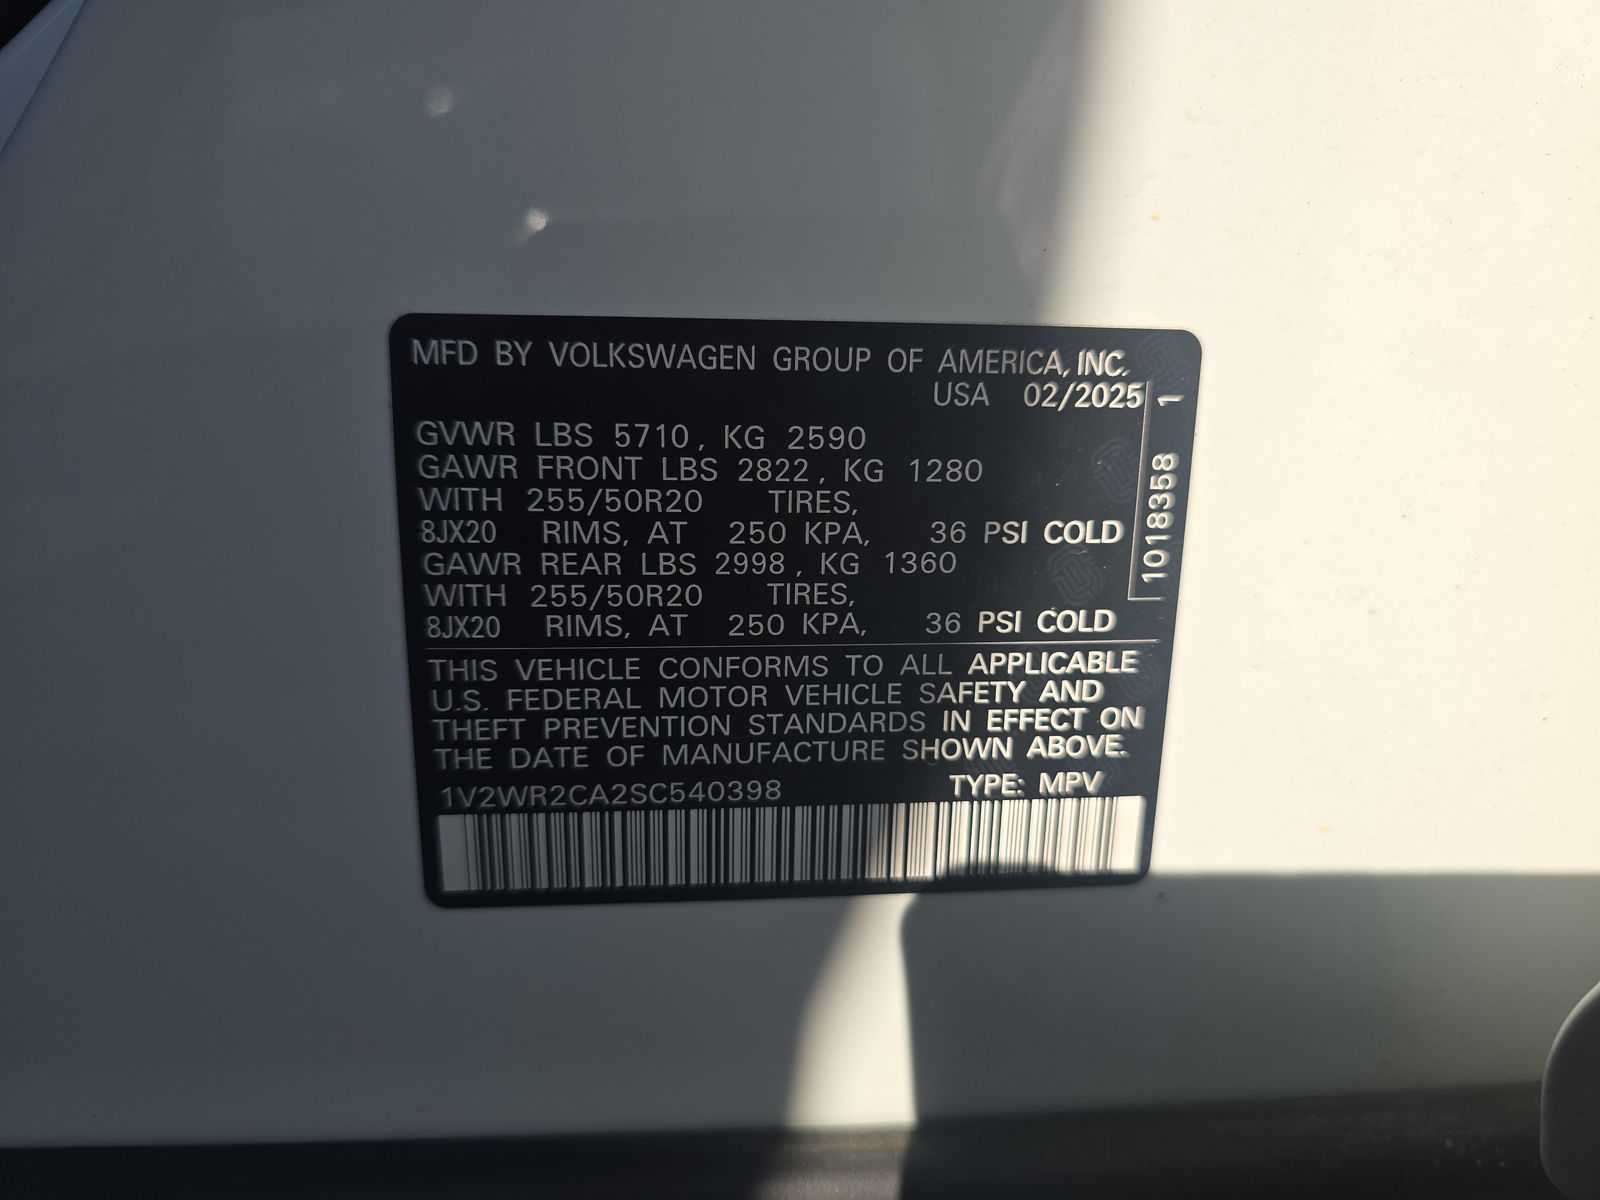 MFD BY VOLKSWAGEN GROUP OF AMERICA, INC.
USA 02/2025
GVWR LBS 5710, KG 2590
GAWR FRONT LBS 2822, KG 1280
WITH 255/50R20 TIRES,
8JX20 RIMS, AT 250 KPA, 36 PSI COLD
GAWR REAR LBS 2998, KG 1360
WITH 255/50R20 TIRES,
8JX20 RIMS, AT 250 KPA, 36 PSI COLD
THIS VEHICLE CONFORMS TO ALL APPLICABLE
U.S. FEDERAL MOTOR VEHICLE SAFETY AND
THEFT PREVENTION STANDARDS IN EFFECT ON
THE DATE OF MANUFACTURE SHOWN ABOVE.
1V2WR2CA2SC540398 TYPE: MPV
1018358 1